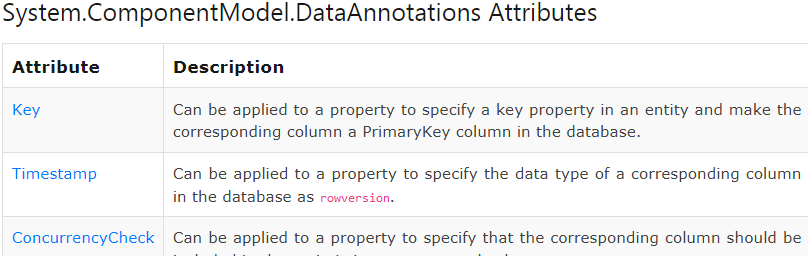 System.ComponentModel.DataAnnotations Attributes
Attribute Description
Key Can be applied to a property to specify a key property in an entity and make the
corresponding column a PrimaryKey column in the database.
Timestamp Can be applied to a property to specify the data type of a corresponding column
in the database as rowversion.
ConcurrencyCheck Can be applied to a property to specify that the corresponding column should be